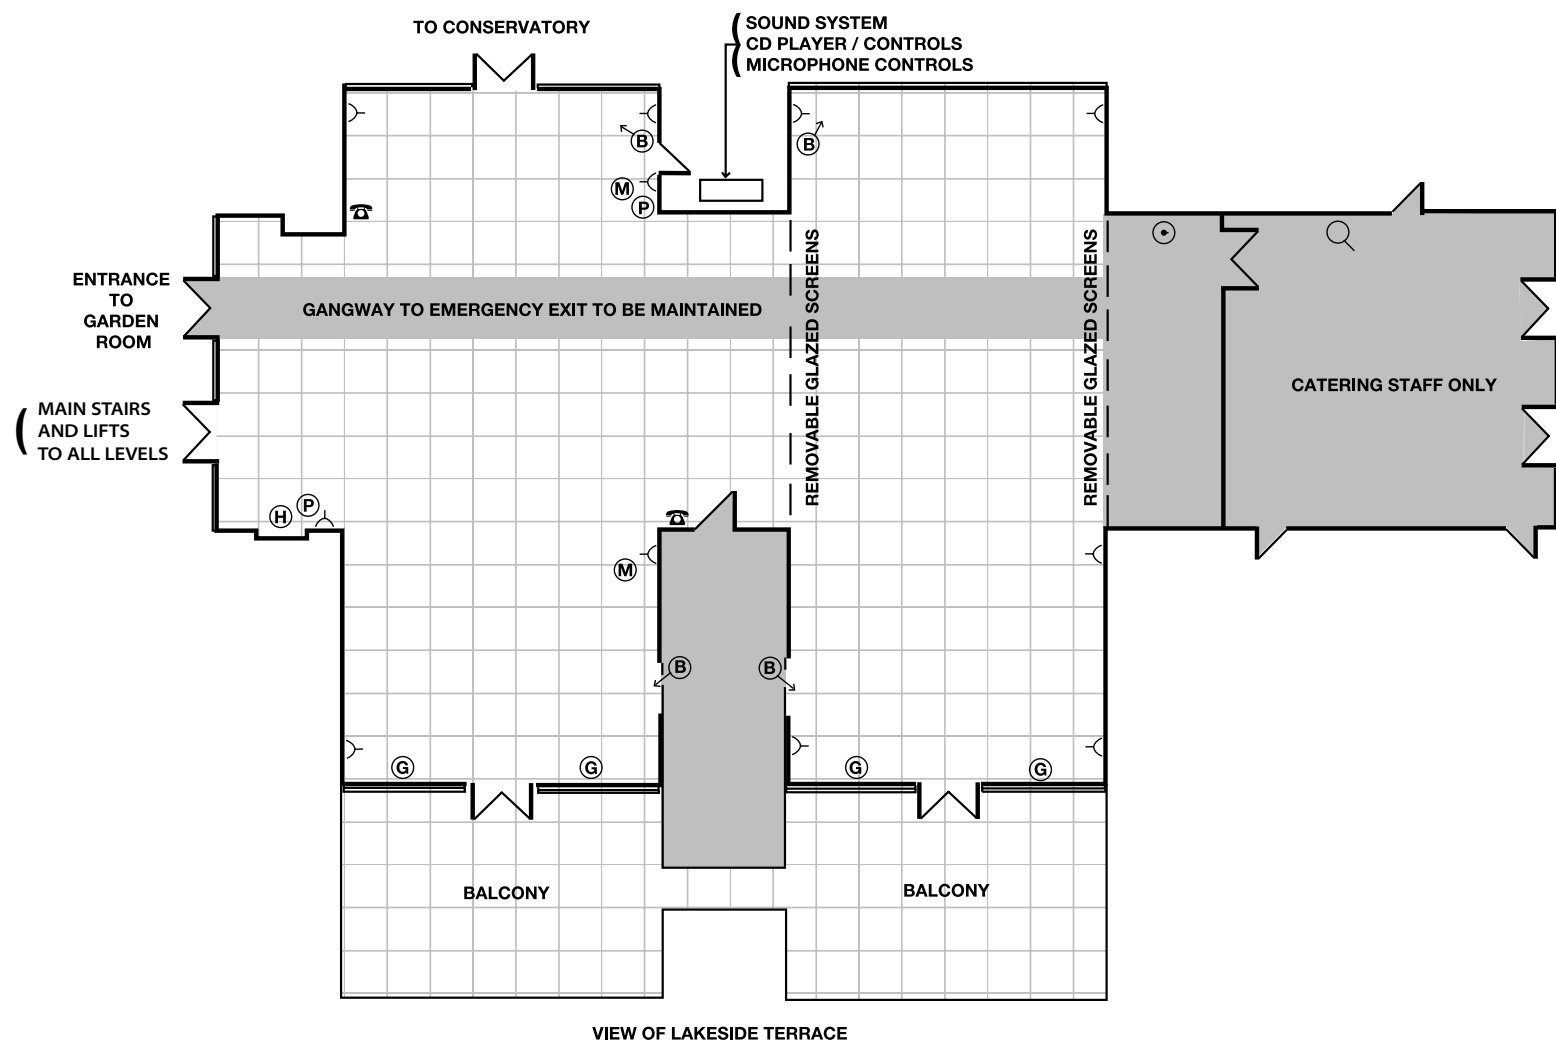 TO CONSERVATORY
SOUND SYSTEM
CD PLAYER / CONTROLS
MICROPHONE CONTROLS
B
B
M
P
ENTRANCE
TO
GARDEN
ROOM
GANGWAY TO EMERGENCY EXIT TO BE MAINTAINED
REMOVABLE GLAZED SCREENS
REMOVABLE GLAZED SCREENS
CATERING STAFF ONLY
MAIN STAIRS
AND LIFTS
TO ALL LEVELS
H
P
M
B
B
G
G
G
G
BALCONY
BALCONY
VIEW OF LAKESIDE TERRACE